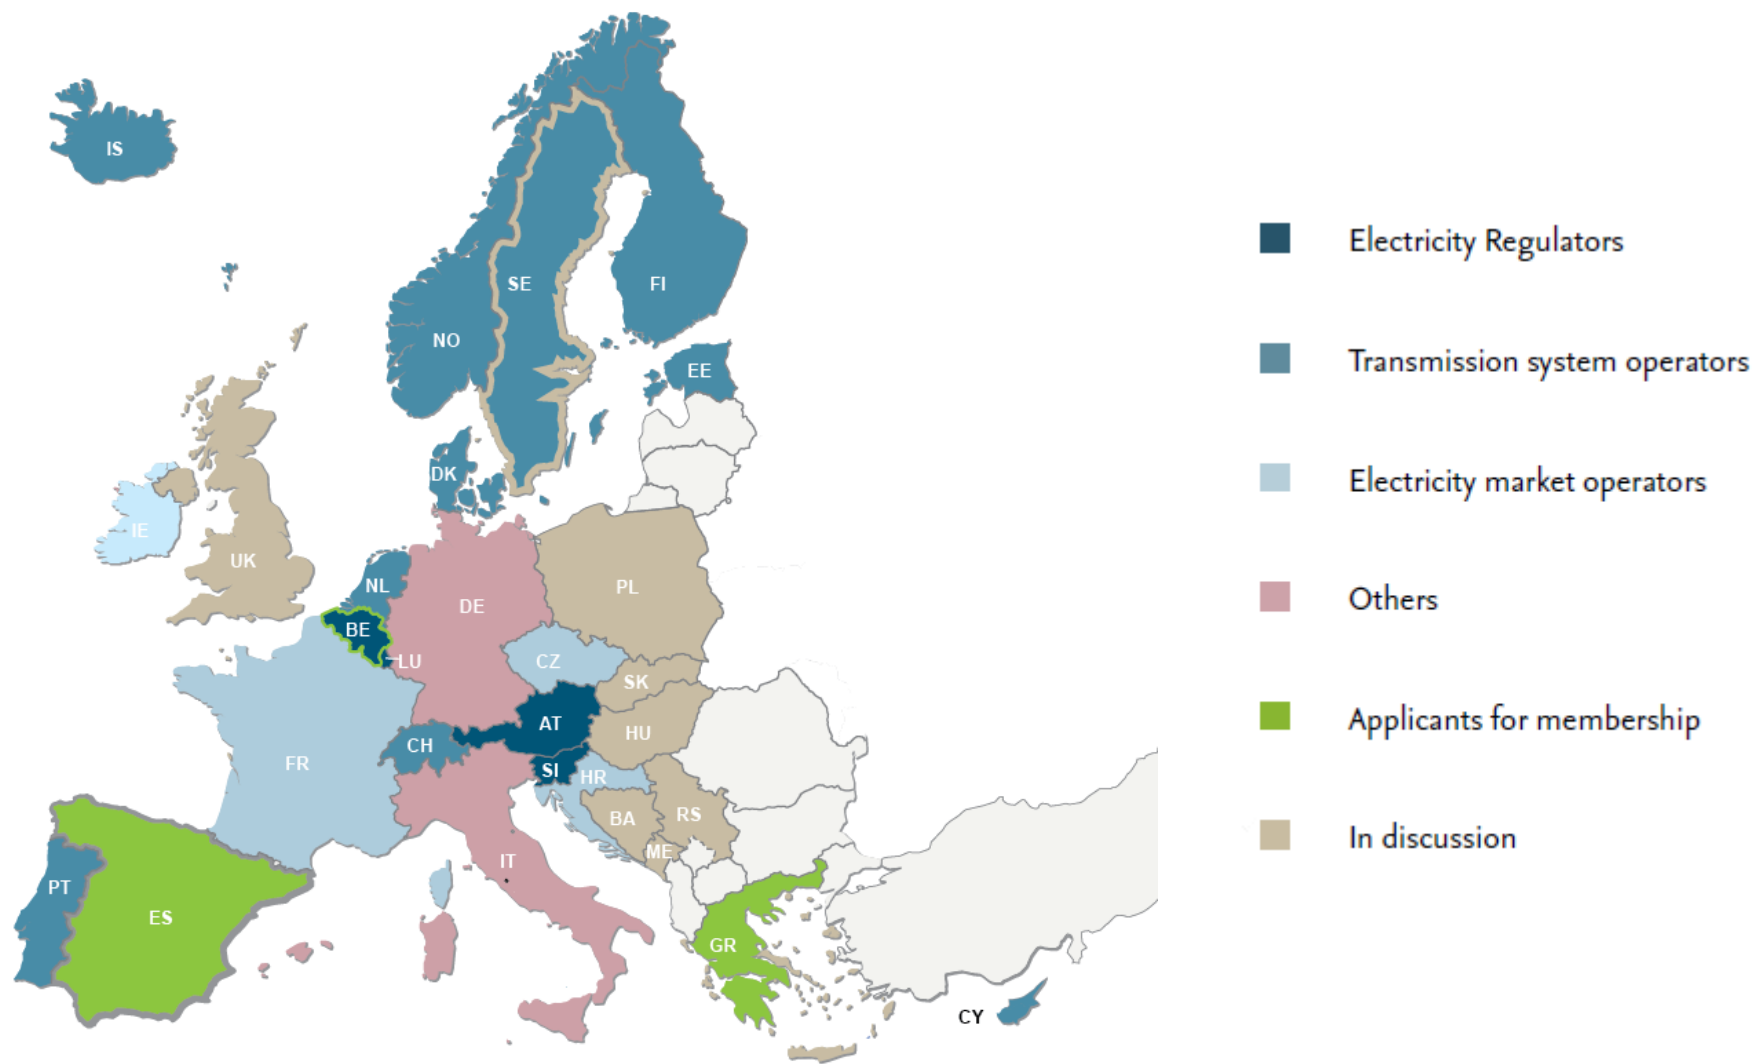 IS
SE
FI
NO
EE
DK
IE
UK
NL
DE
PL
BE
LU
CZ
SK
AT
HU
CH
FR
SI
HR
BA
RS
ME
IT
PT
ES
GR
CY
Electricity Regulators
Transmission system operators
Electricity market operators
Others
Applicants for membership
In discussion